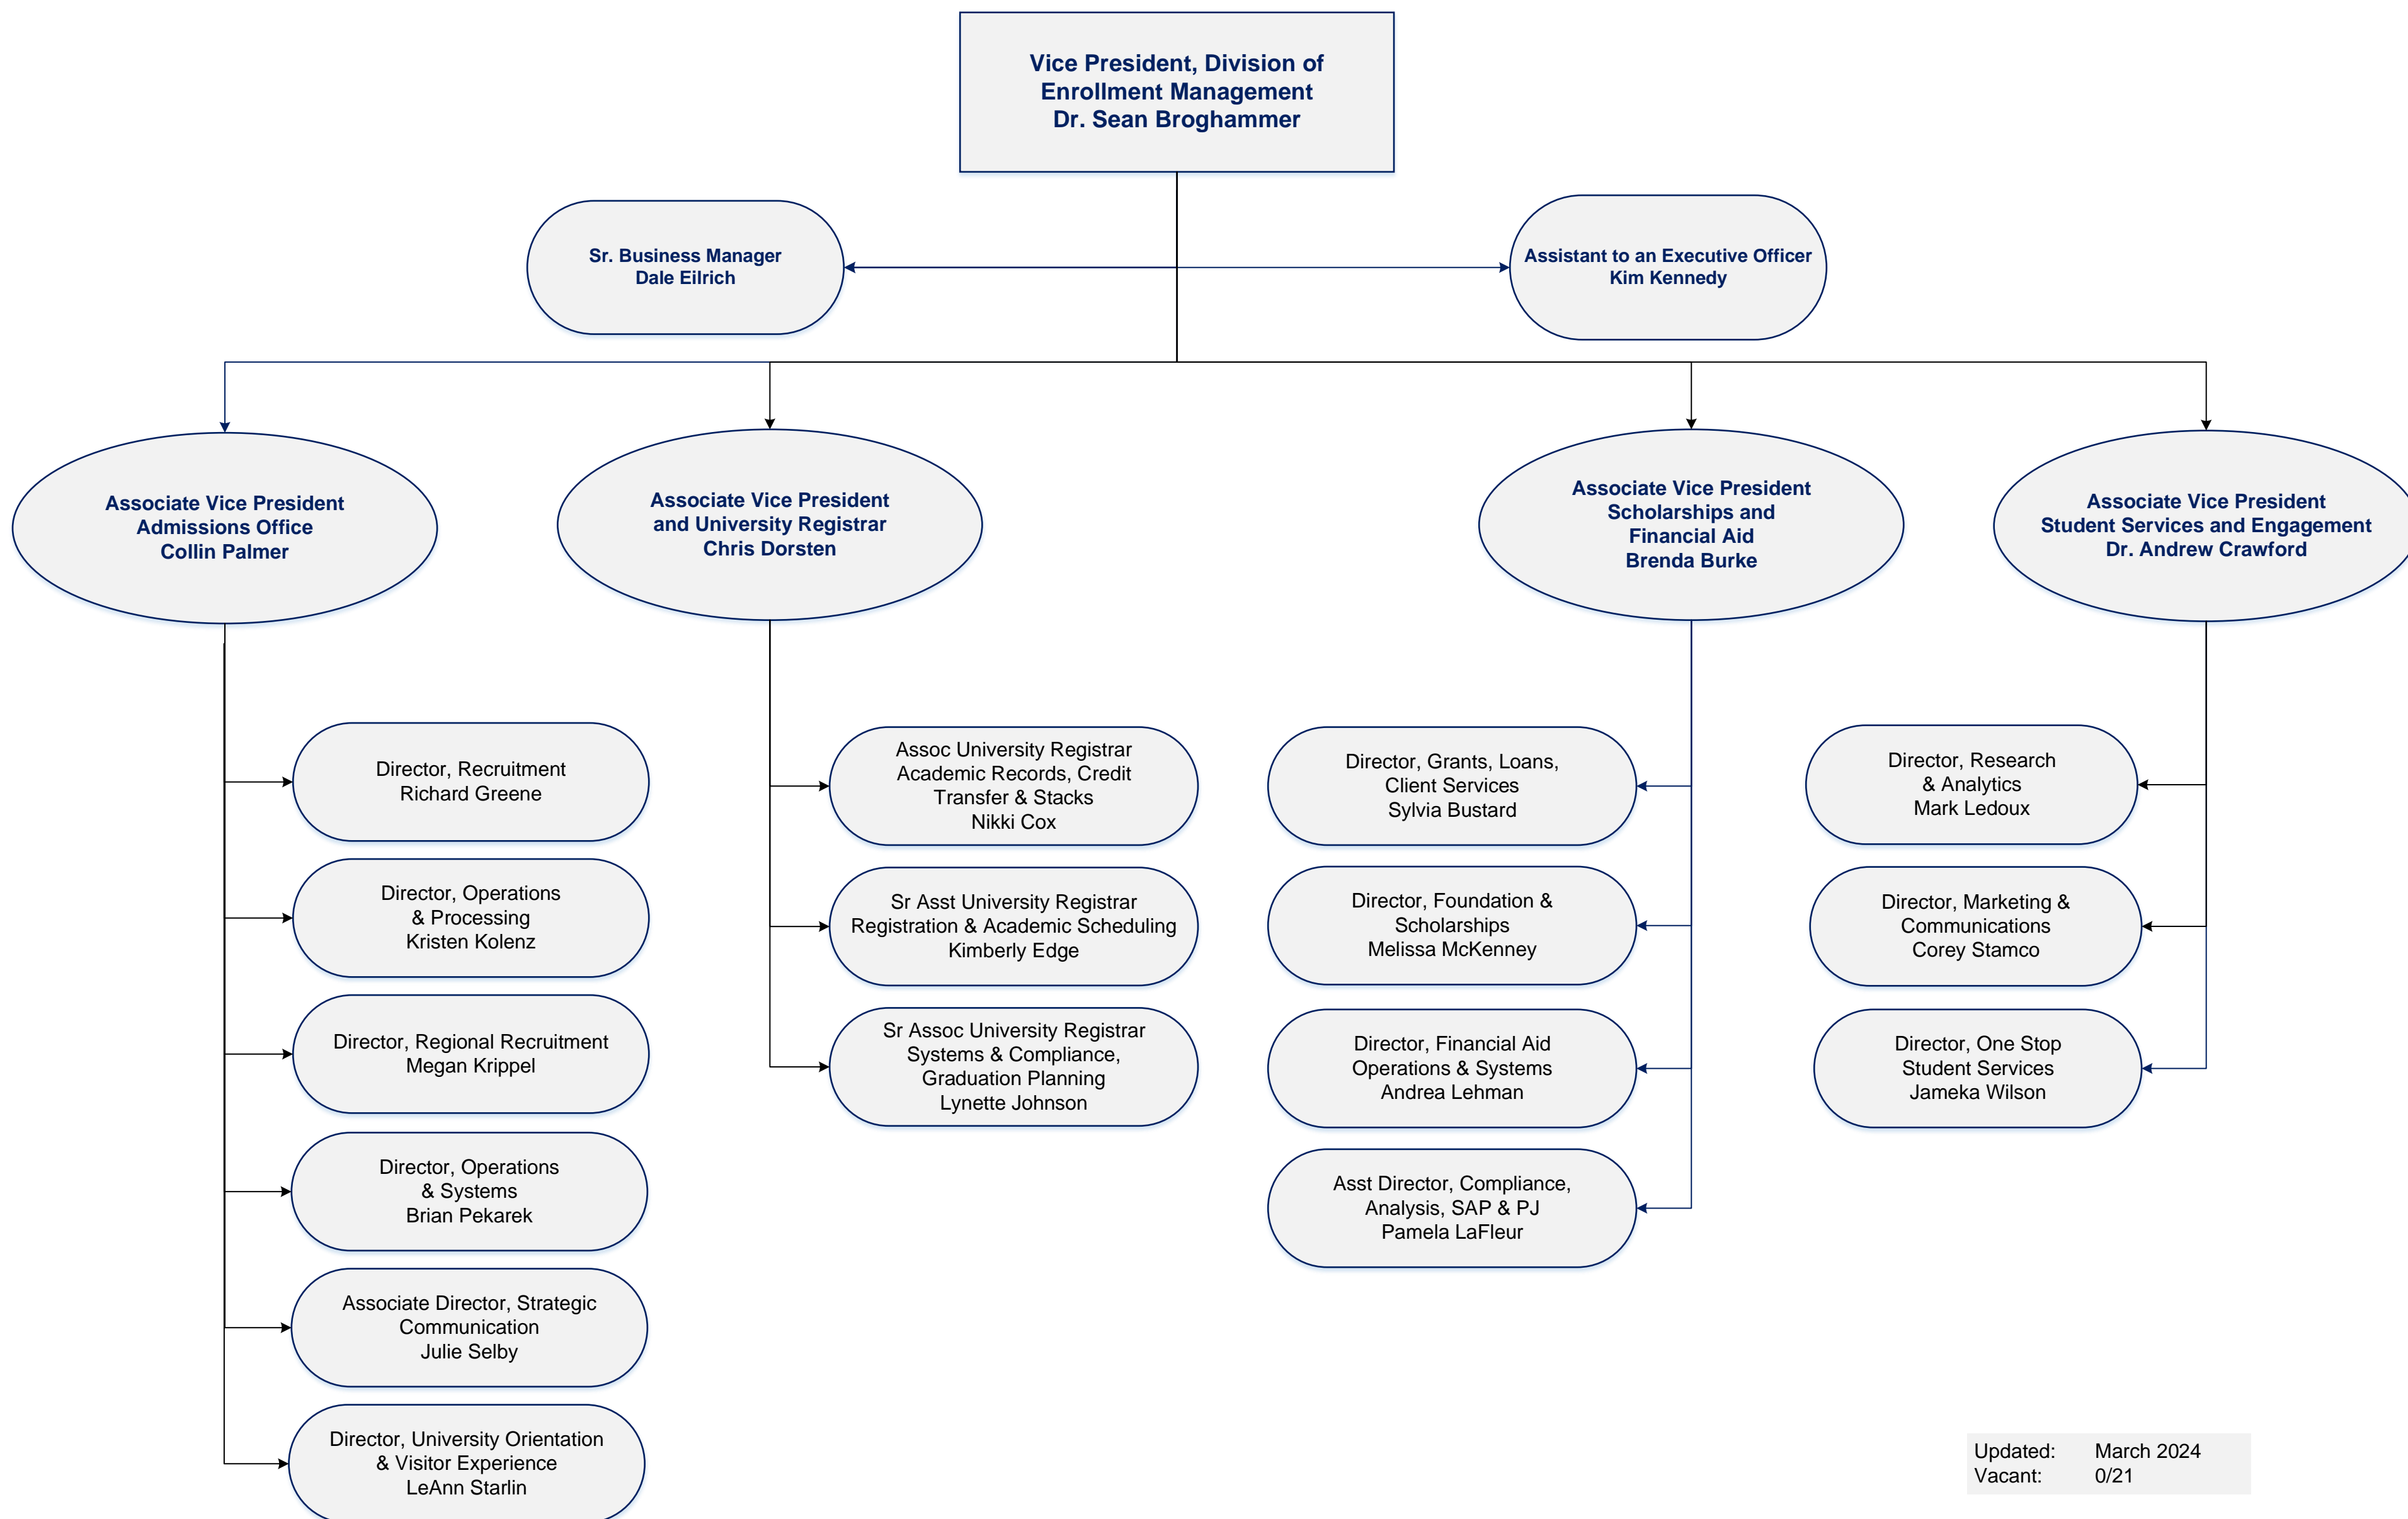 Vice President, Division of
Enrollment Management
Dr. Sean Broghammer
Sr. Business Manager
Dale Eilrich
Assistant to an Executive Officer
Kim Kennedy
Associate Vice President
Admissions Office
Collin Palmer
Associate Vice President
and University Registrar
Chris Dorsten
Associate Vice President
Scholarships and
Financial Aid
Brenda Burke
Associate Vice President
Student Services and Engagement
Dr. Andrew Crawford
Director, Recruitment
Richard Greene
Director, Operations
& Processing
Kristen Kolenz
Director, Regional Recruitment
Megan Krippel
Director, Operations
& Systems
Brian Pekarek
Associate Director, Strategic
Communication
Julie Selby
Director, University Orientation
& Visitor Experience
LeAnn Starlin
Assoc University Registrar
Academic Records, Credit
Transfer & Stacks
Nikki Cox
Sr Asst University Registrar
Registration & Academic Scheduling
Kimberly Edge
Sr Assoc University Registrar
Systems & Compliance,
Graduation Planning
Lynette Johnson
Director, Grants, Loans,
Client Services
Sylvia Bustard
Director, Foundation &
Scholarships
Melissa McKenney
Director, Financial Aid
Operations & Systems
Andrea Lehman
Asst Director, Compliance,
Analysis, SAP & PJ
Pamela LaFleur
Director, Research
& Analytics
Mark Ledoux
Director, Marketing &
Communications
Corey Stamco
Director, One Stop
Student Services
Jameka Wilson
Updated: March 2024
Vacant: 0/21